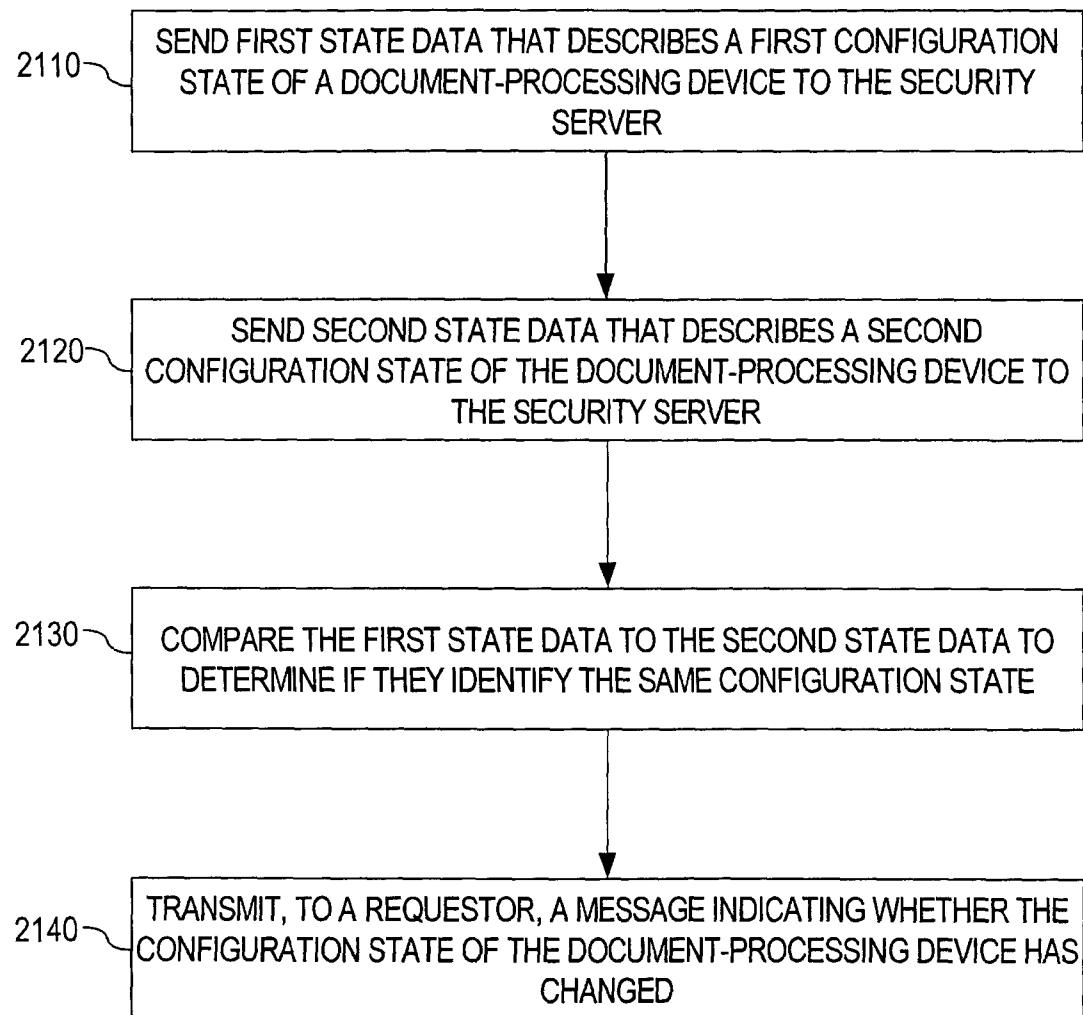 SEND FIRST STATE DATA THAT DESCRIBES A FIRST CONFIGURATION
2110
STATE OF A DOCUMENT-PROCESSING DEVICE TO THE SECURITY
SERVER
SEND SECOND STATE DATA THAT DESCRIBES A SECOND
2120
CONFIGURATION STATE OF THE DOCUMENT-PROCESSING DEVICE TO
THE SECURITY SERVER
2130
COMPARE THE FIRST STATE DATA TO THE SECOND STATE DATA TO
DETERMINE IF THEY IDENTIFY THE SAME CONFIGURATION STATE
TRANSMIT, TO A REQUESTOR, A MESSAGE INDICATING WHETHER THE
2140
CONFIGURATION STATE OF THE DOCUMENT-PROCESSING DEVICE HAS
CHANGED